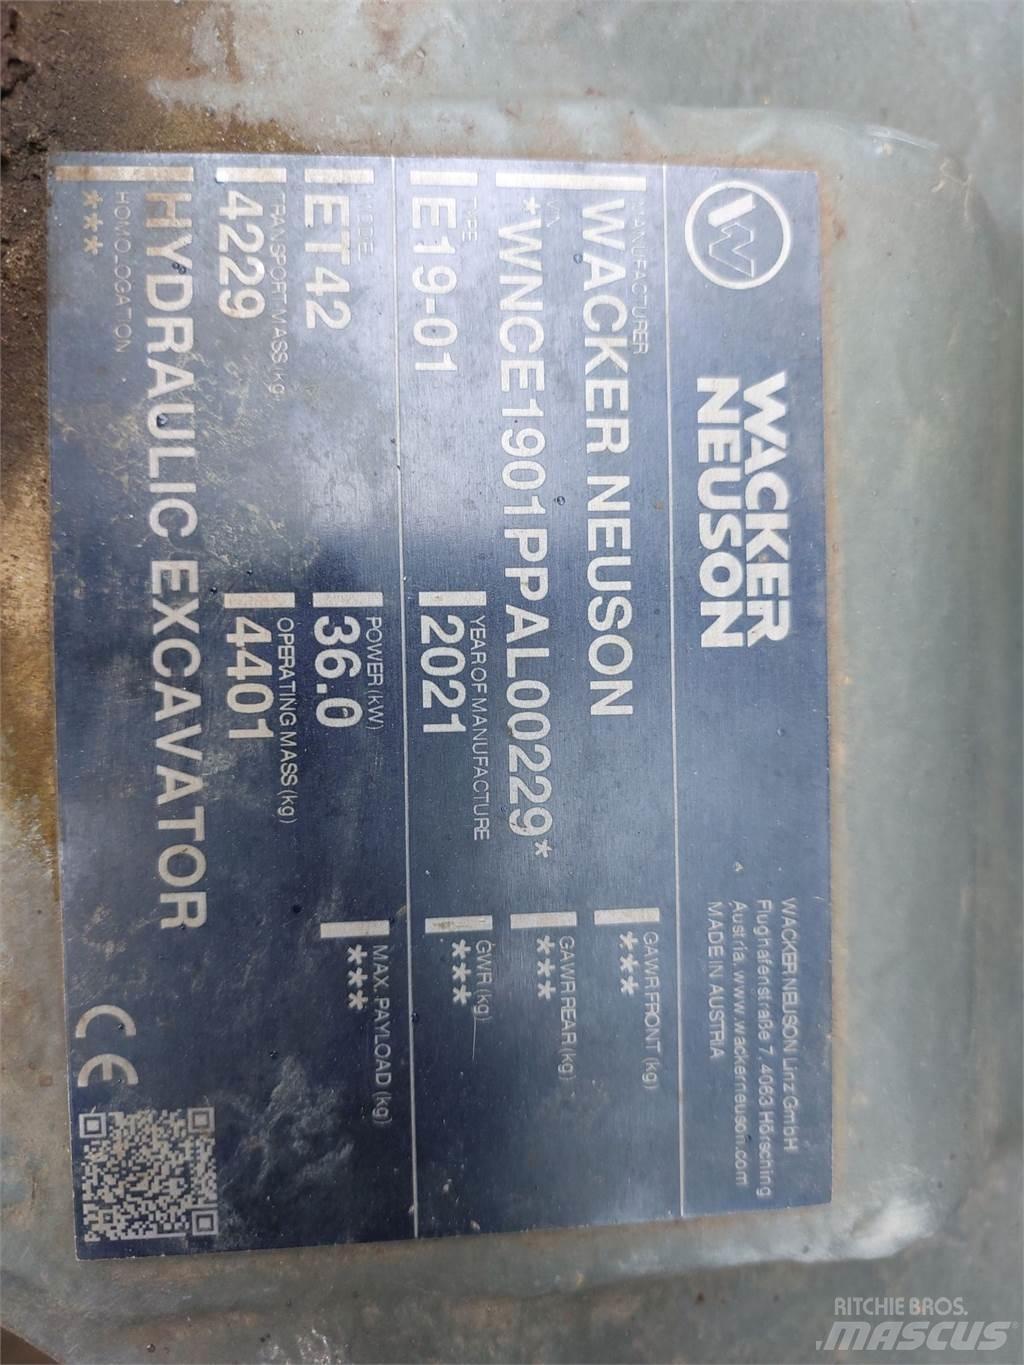 WACKER
NEUSON
WACKER NEUSON Linz GmbH
Flughafenstraße 7, 4063 Hörsching
Austria, www.wackerneuson.com
MADE IN AUSTRIA
MANUFACTURER
WACKER NEUSON
GAWR FRONT (kg)
***
*WNCE1901PPAL00229*
GAWR REAR (kg)
***
TYPE
E19-01
YEAR OF MANUFACTURE
2021
GWR (kg)
***
ET42
POWER (kW)
36.0
MAX. PAYLOAD (kg)
***
TRANSPORT MASS (kg)
4229
OPERATING MASS (kg)
4401
HYDRAULIC EXCAVATOR
HOMOLOGATION
***
CE
RITCHIE BROS.
MASCUS